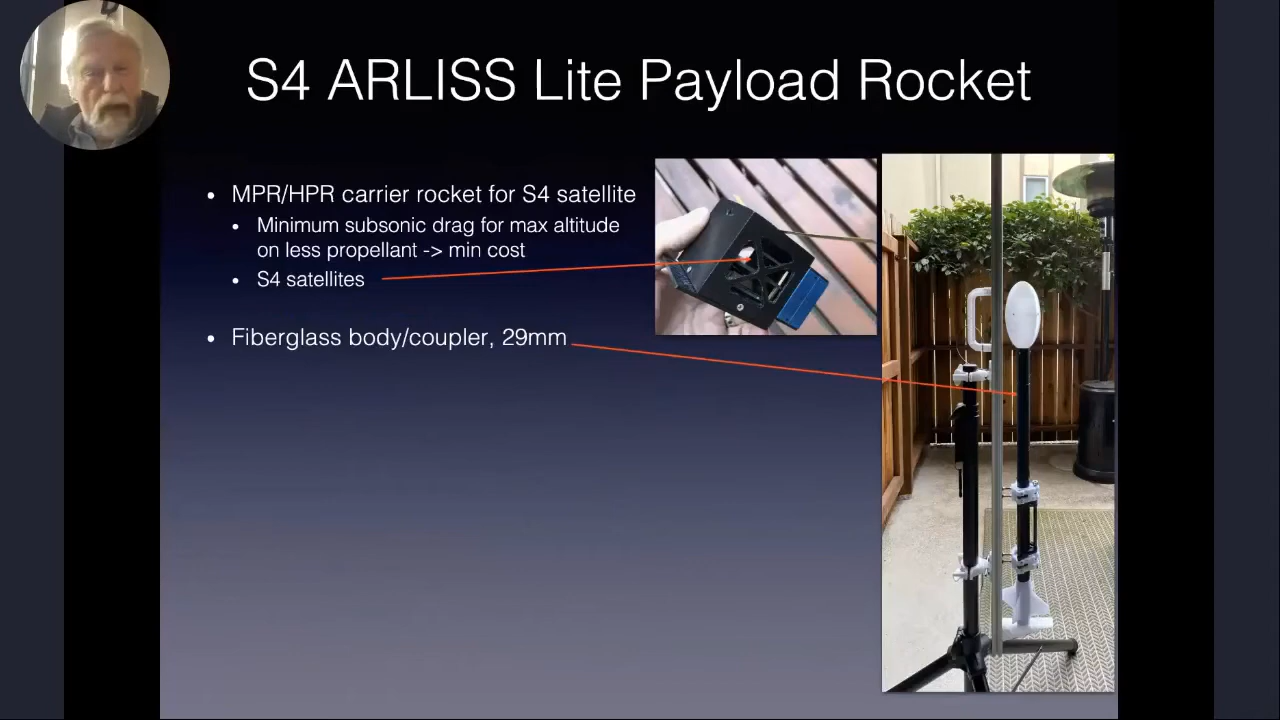 S4 ARLISS Lite Payload Rocket
MPR/HPR carrier rocket for S4 satellite
Minimum subsonic drag for max altitude
on less propellant -> min cost
S4 satellites
Fiberglass body/coupler, 29mm